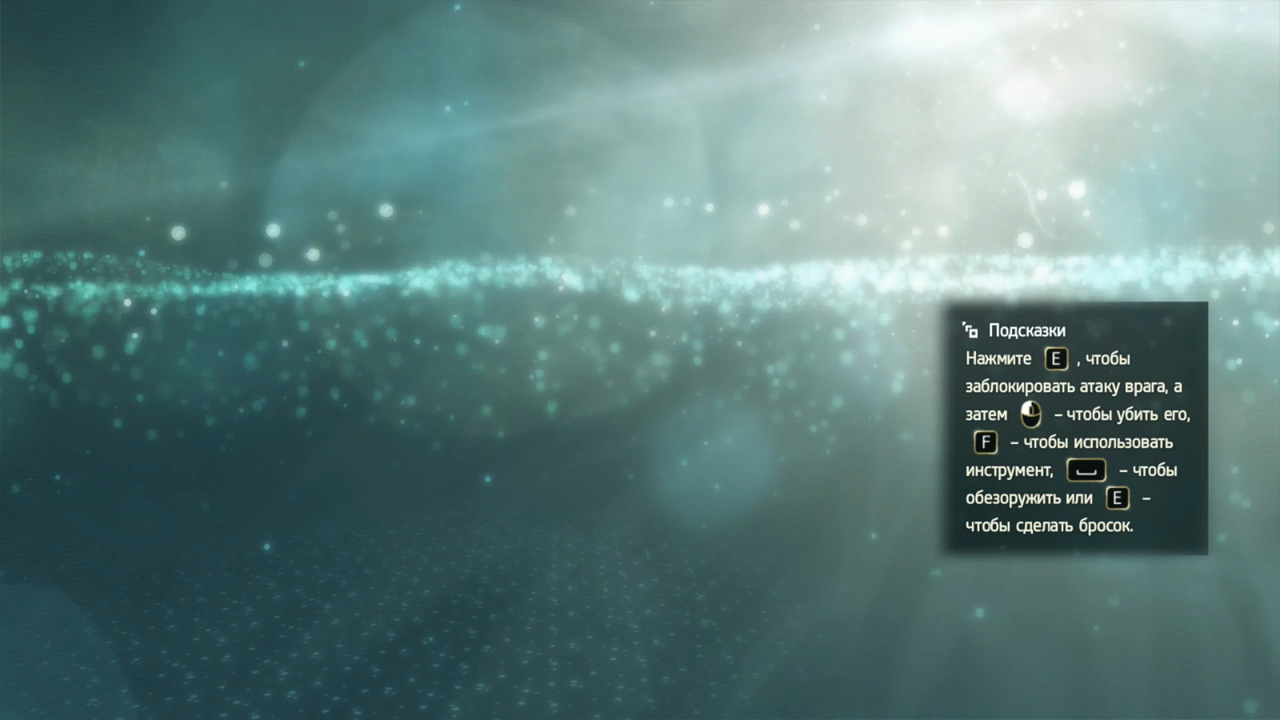 Подсказки
Нажмите E , чтобы
заблокировать атаку врага, а
затем – чтобы убить его,
F – чтобы использовать
инструмент, – чтобы
обезоружить или E –
чтобы сделать бросок.